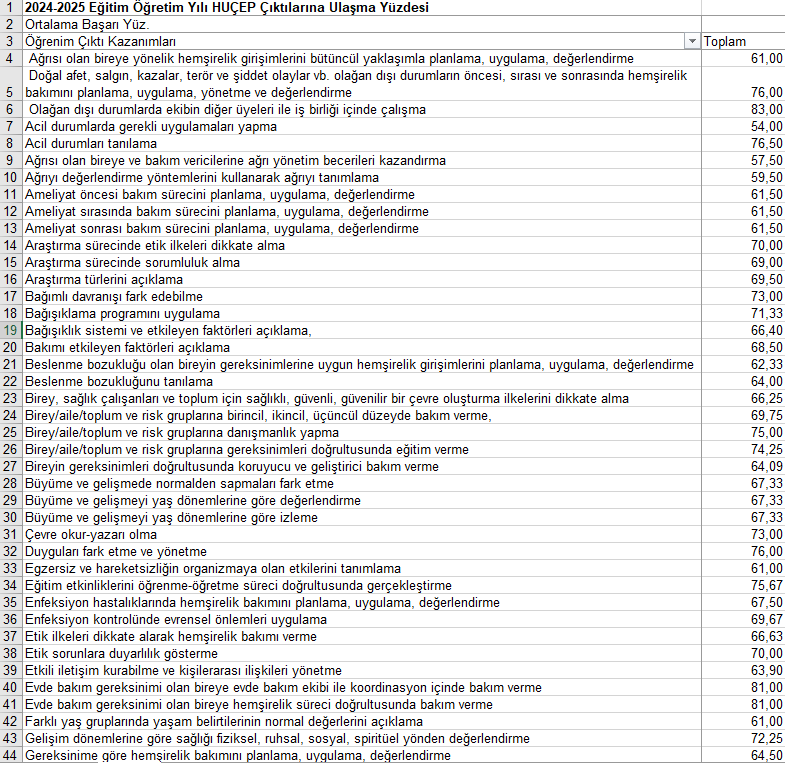 1 2024-2025 Eğitim Öğretim Yılı HUÇEP Çıktılarına Ulaşma Yüzdesi
2 Ortalama Başarı Yüz.
3 Öğrenim Çıktı Kazanımları Toplam
4 Ağrısı olan bireye yönelik hemşirelik girişimlerini bütüncül yaklaşımla planlama, uygulama, değerlendirme 61,00
Doğal afet, salgın, kazalar, terör ve şiddet olaylar vb. olağan dışı durumların öncesi, sırası ve sonrasında hemşirelik
5 bakımını planlama, uygulama, yönetme ve değerlendirme 76,00
6 Olağan dışı durumlarda ekibin diğer üyeleri ile iş birliği içinde çalışma 83,00
7 Acil durumlarda gerekli uygulamaları yapma 54,00
8 Acil durumları tanılama 76,50
9 Ağrısı olan bireye ve bakım vericilerine ağrı yönetim becerileri kazandırma 57,50
10 Ağrıyı değerlendirme yöntemlerini kullanarak ağrıyı tanımlama 59,50
11 Ameliyat öncesi bakım sürecini planlama, uygulama, değerlendirme 61,50
12 Ameliyat sırasında bakım sürecini planlama, uygulama, değerlendirme 61,50
13 Ameliyat sonrası bakım sürecini planlama, uygulama, değerlendirme 61,50
14 Araştırma sürecinde etik ilkeleri dikkate alma 70,00
15 Araştırma sürecinde sorumluluk alma 69,00
16 Araştırma türlerini açıklama 69,50
17 Bağımlı davranışı fark edebilme 73,00
18 Bağışıklama programını uygulama 71,33
19 Bağışıklık sistemi ve etkileyen faktörleri açıklama, 66,40
20 Bakımı etkileyen faktörleri açıklama 68,50
21 Beslenme bozukluğu olan bireyin gereksinimlerine uygun hemşirelik girişimlerini planlama, uygulama, değerlendirme 62,33
22 Beslenme bozukluğunu tanılama 64,00
23 Birey, sağlık çalışanları ve toplum için sağlıklı, güvenli, güvenilir bir çevre oluşturma ilkelerini dikkate alma 66,25
24 Birey/aile/toplum ve risk gruplarına birincil, ikincil, üçüncül düzeyde bakım verme, 69,75
25 Birey/aile/toplum ve risk gruplarına danışmanlık yapma 75,00
26 Birey/aile/toplum ve risk gruplarına gereksinimleri doğrultusunda eğitim verme 74,25
27 Bireyin gereksinimleri doğrultusunda koruyucu ve geliştirici bakım verme 64,09
28 Büyüme ve gelişmede normalden sapmaları fark etme 67,33
29 Büyüme ve gelişmeyi yaş dönemlerine göre değerlendirme 67,33
30 Büyüme ve gelişmeyi yaş dönemlerine göre izleme 67,33
31 Çevre okur-yazarı olma 73,00
32 Duyguları fark etme ve yönetme 76,00
33 Egzersiz ve hareketsizliğin organizmaya olan etkilerini tanımlama 61,00
34 Eğitim etkinliklerini öğrenme-öğretme süreci doğrultusunda gerçekleştirme 75,67
35 Enfeksiyon hastalıklarında hemşirelik bakımını planlama, uygulama, değerlendirme 67,50
36 Enfeksiyon kontrolünde evrensel önlemleri uygulama 69,67
37 Etik ilkeleri dikkate alarak hemşirelik bakımı verme 66,63
38 Etik sorunlara duyarlılık gösterme 70,00
39 Etkili iletişim kurabilme ve kişilerarası ilişkileri yönetme 63,90
40 Evde bakım gereksinimi olan bireye evde bakım ekibi ile koordinasyon içinde bakım verme 81,00
41 Evde bakım gereksinimi olan bireye hemşirelik süreci doğrultusunda bakım verme 81,00
42 Farklı yaş gruplarında yaşam belirtilerinin normal değerlerini açıklama 61,00
43 Gelişim dönemlerine göre sağlığı fiziksel, ruhsal, sosyal, spiritüel yönden değerlendirme 72,25
44 Gereksinime göre hemşirelik bakımını planlama, uygulama, değerlendirme 64,50